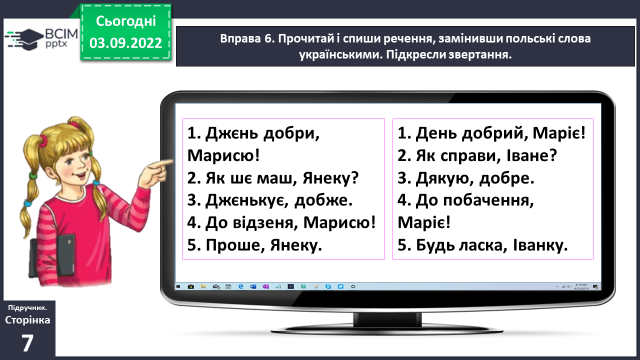 ВСІМ
pptx
Сьогодні
03.09.2022
Вправа 6. Прочитай і спиши речення, замінивши польські слова
українськими. Підкресли звертання.
1. Джєнь добри,
Марисю!
2. Як шє маш, Янеку?
3. Джєнькує, добже.
4. До відзеня, Марисю!
5. Проше, Янеку.
1. День добрий, Маріє!
2. Як справи, Іване?
3. Дякую, добре.
4. До побачення,
Маріє!
5. Будь ласка, Іванку.
Підручник.
Сторінка
7